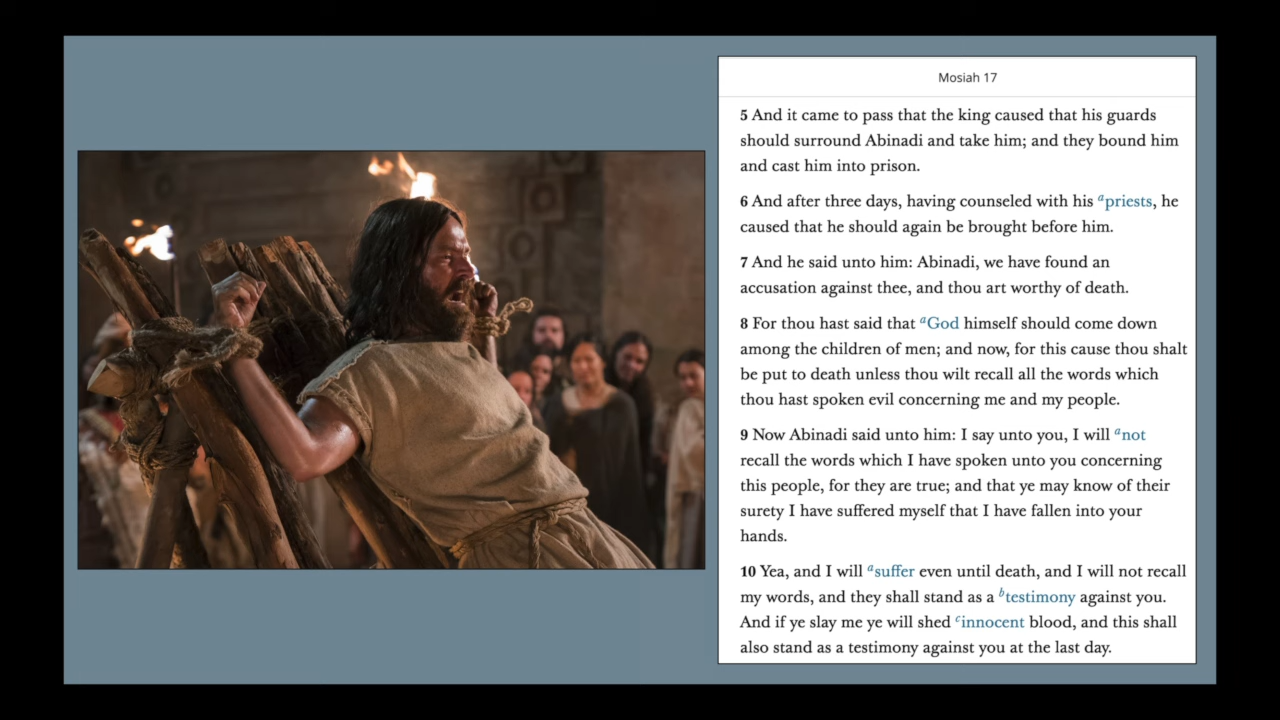 Mosiah 17
5 And it came to pass that the king caused that his guards
should surround Abinadi and take him; and they bound him
and cast him into prison.
6 And after three days, having counseled with his apriests, he
caused that he should again be brought before him.
7 And he said unto him: Abinadi, we have found an
accusation against thee, and thou art worthy of death.
8 For thou hast said that aGod himself should come down
among the children of men; and now, for this cause thou shalt
be put to death unless thou wilt recall all the words which
thou hast spoken evil concerning me and my people.
9 Now Abinadi said unto him: I say unto you, I will anot
recall the words which I have spoken unto you concerning
this people, for they are true; and that ye may know of their
surety I have suffered myself that I have fallen into your
hands.
10 Yea, and I will asuffer even until death, and I will not recall
my words, and they shall stand as a btestimony against you.
And if ye slay me ye will shed cinnocent blood, and this shall
also stand as a testimony against you at the last day.